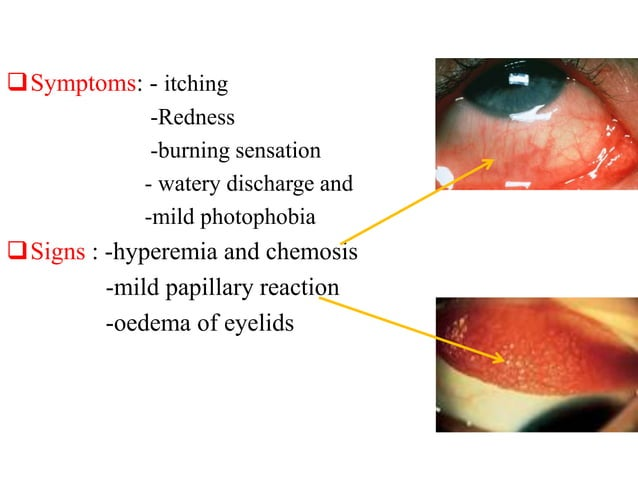 ❑Symptoms: - itching
-Redness
-burning sensation
- watery discharge and
-mild photophobia
❑Signs : -hyperemia and chemosis
-mild papillary reaction
-oedema of eyelids